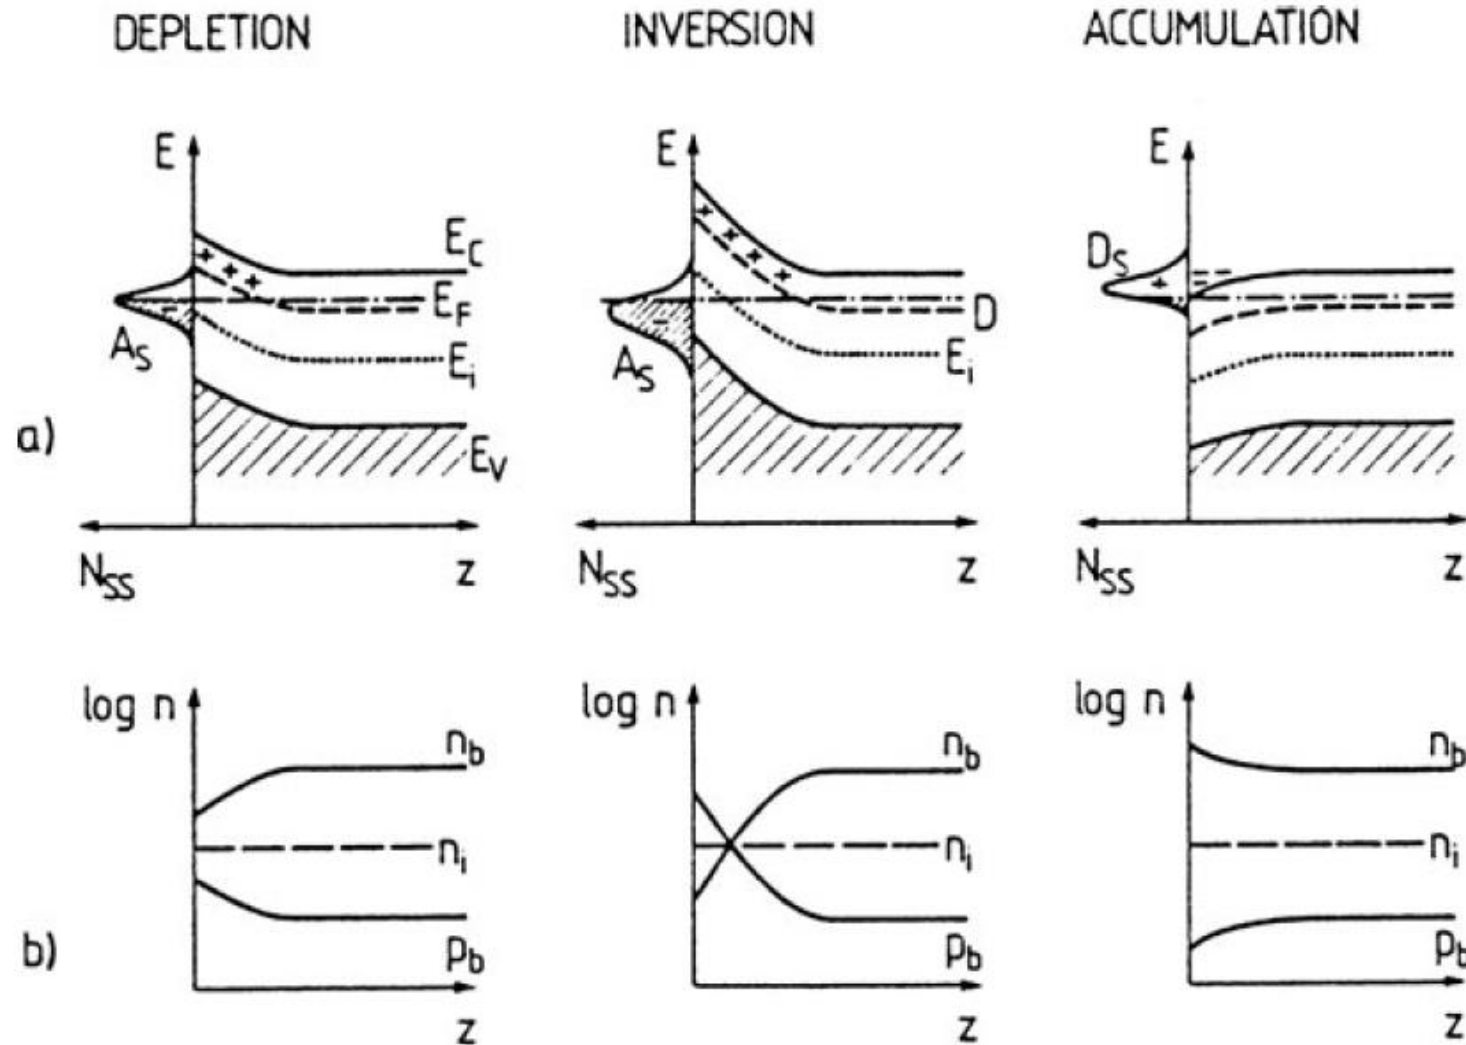 DEPLETION INVERSION ACCUMULATION
E E E
E_C D_S
E_F D
A_S E_i A_S E_i
a)
E_V
N_SS z N_SS z N_SS z
log n log n log n
n_b n_b n_b
n_i n_i n_i
b) p_b p_b p_b
z z z